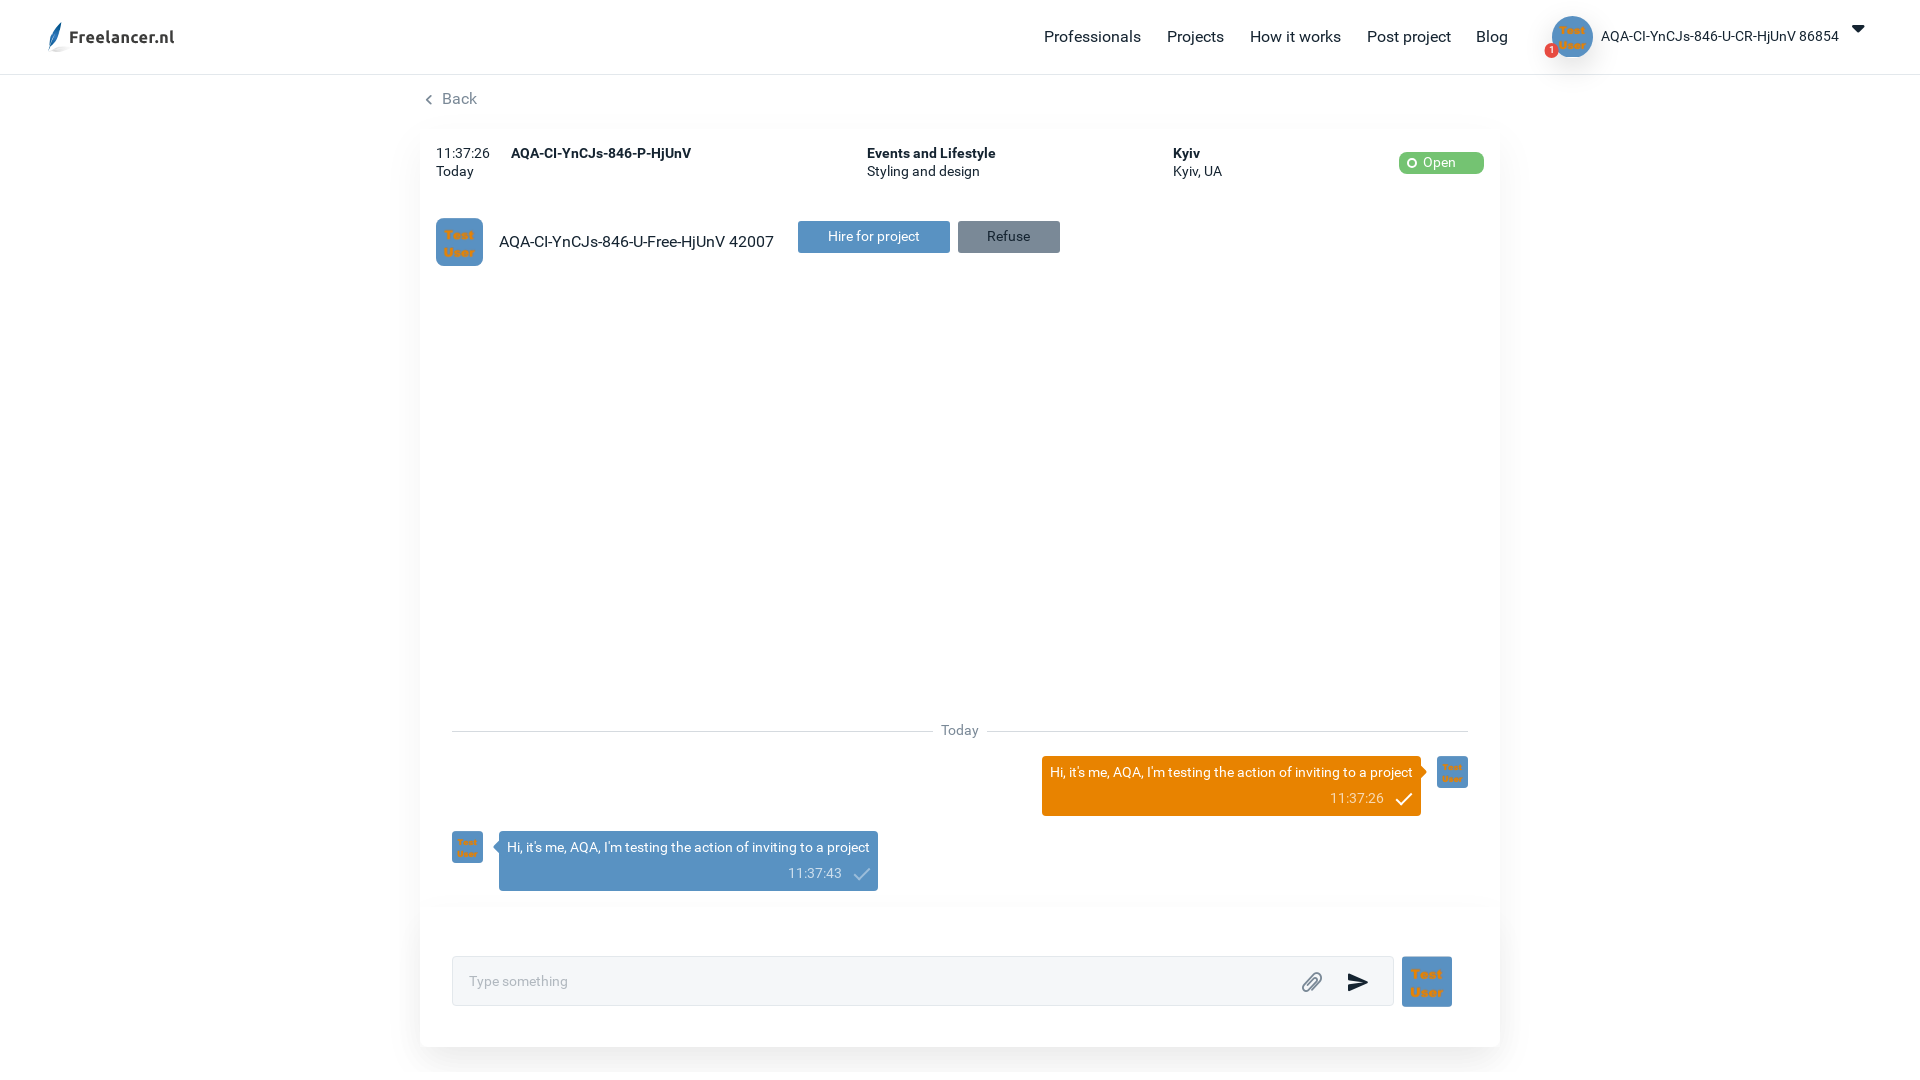 Freelancer.nl
Professionals
Projects
How it works
Post project
Blog
Test
User
1
AQA-CI-YnCJs-846-U-CR-HjUnV 86854
Back
11:37:26
Today
AQA-CI-YnCJs-846-P-HjUnV
Events and Lifestyle
Styling and design
Kyiv
Kyiv, UA
Open
Test
User
AQA-CI-YnCJs-846-U-Free-HjUnV 42007
Hire for project
Refuse
Today
Hi, it's me, AQA, I'm testing the action of inviting to a project
11:37:26
Test
User
Test
User
Hi, it's me, AQA, I'm testing the action of inviting to a project
11:37:43
Type something
Test
User